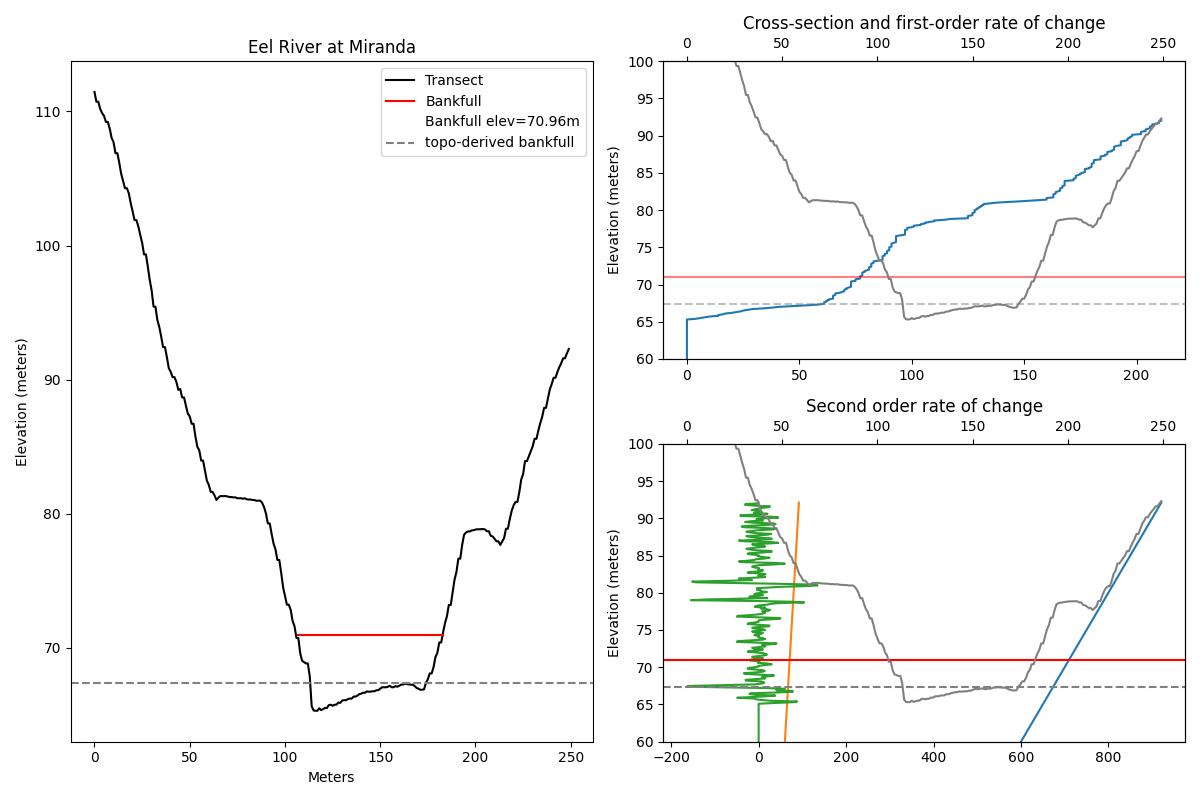 Eel River at Miranda
Transect
Bankfull
Bankfull elev=70.96m
topo-derived bankfull
Elevation (meters)
110
100
90
80
70
0 50 100 150 200 250
Meters
Cross-section and first-order rate of change
0 50 100 150 200 250
Elevation (meters)
100
95
90
85
80
75
70
65
60
0 50 100 150 200
Second order rate of change
0 50 100 150 200 250
Elevation (meters)
100
95
90
85
80
75
70
65
60
−200 0 200 400 600 800